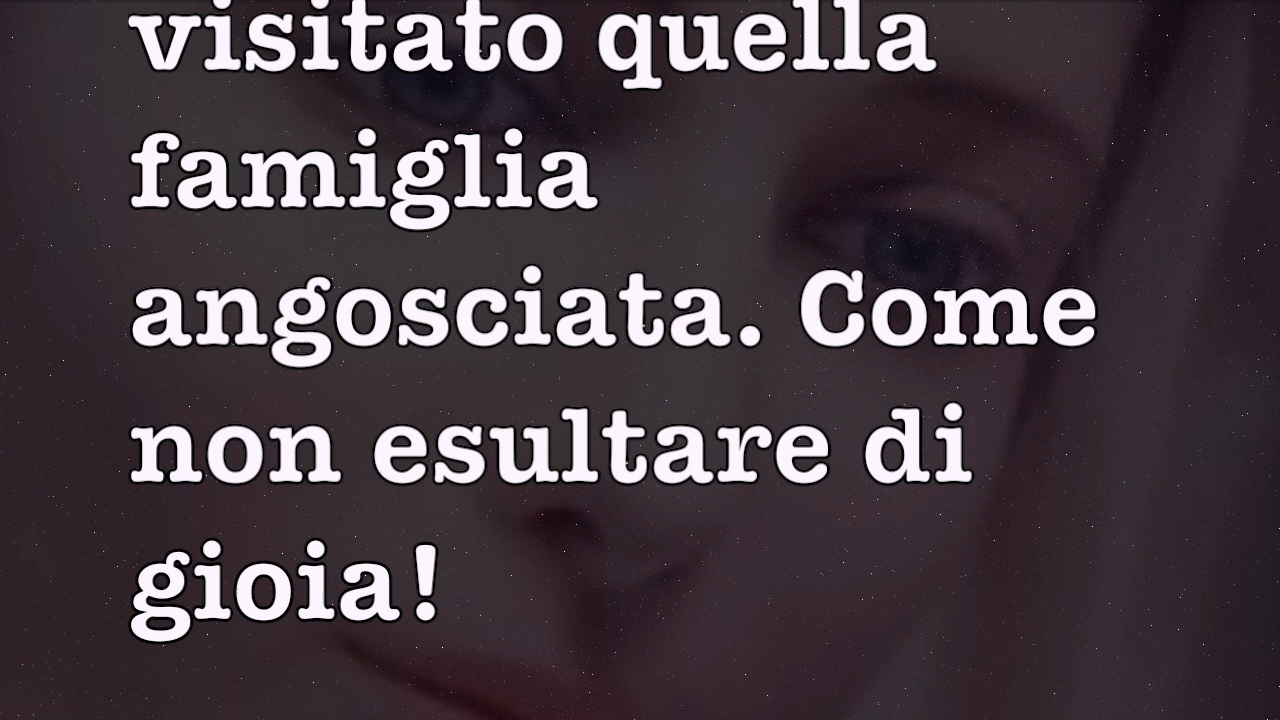 visitato quella
famiglia
angosciata. Come
non esultare di
gioia!